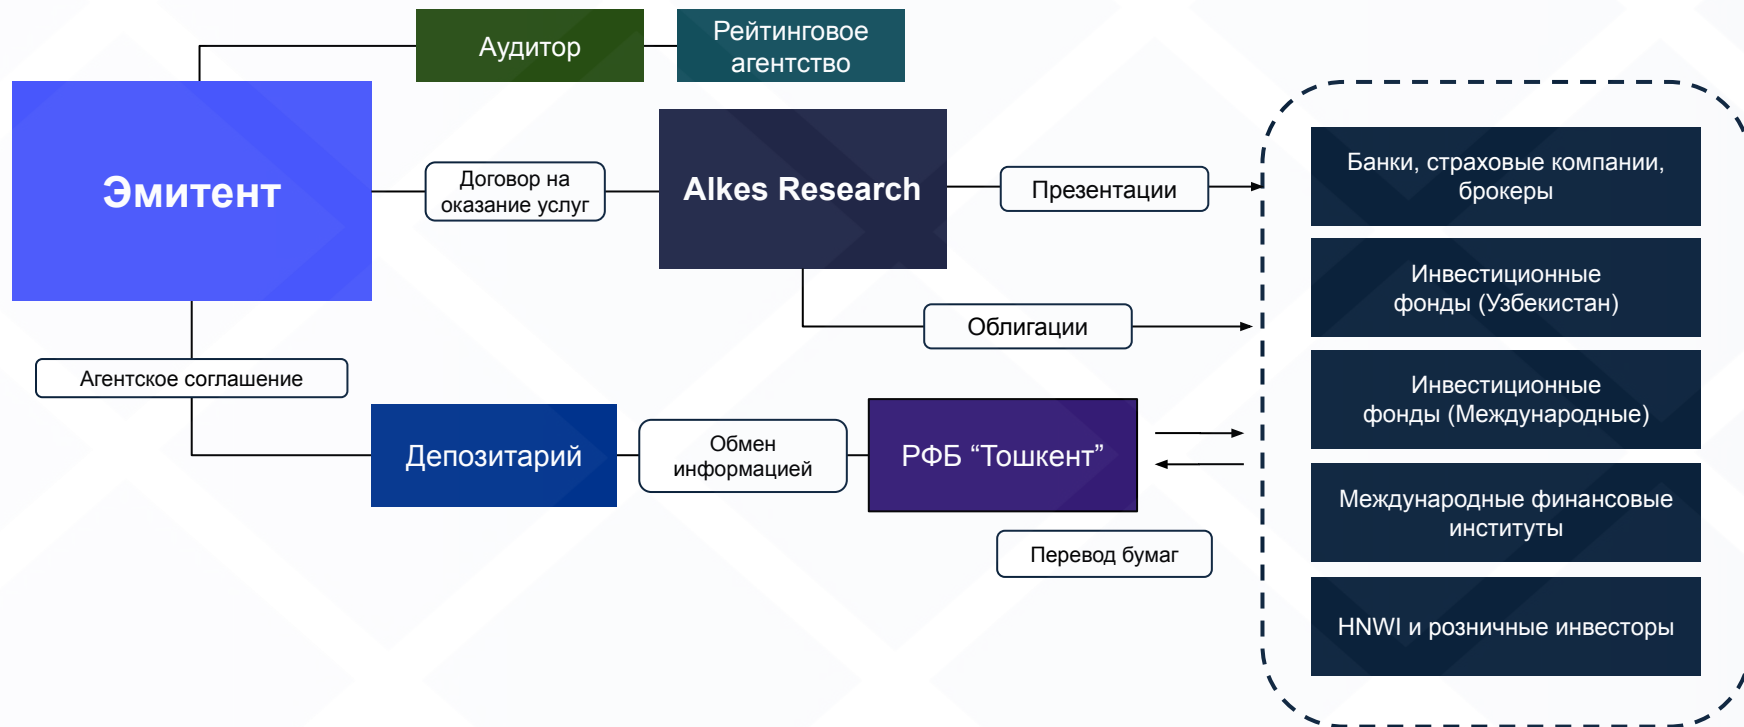 Аудитор
Рейтинговое
агентство
Эмитент
Договор на
оказание услуг
Alkes Research
Презентации
Облигации
Агентское соглашение
Депозитарий
Обмен
информацией
РФБ “Тошкент”
Перевод бумаг
Банки, страховые компании,
брокеры
Инвестиционные
фонды (Узбекистан)
Инвестиционные
фонды (Международные)
Международные финансовые
институты
HNWI и розничные инвесторы